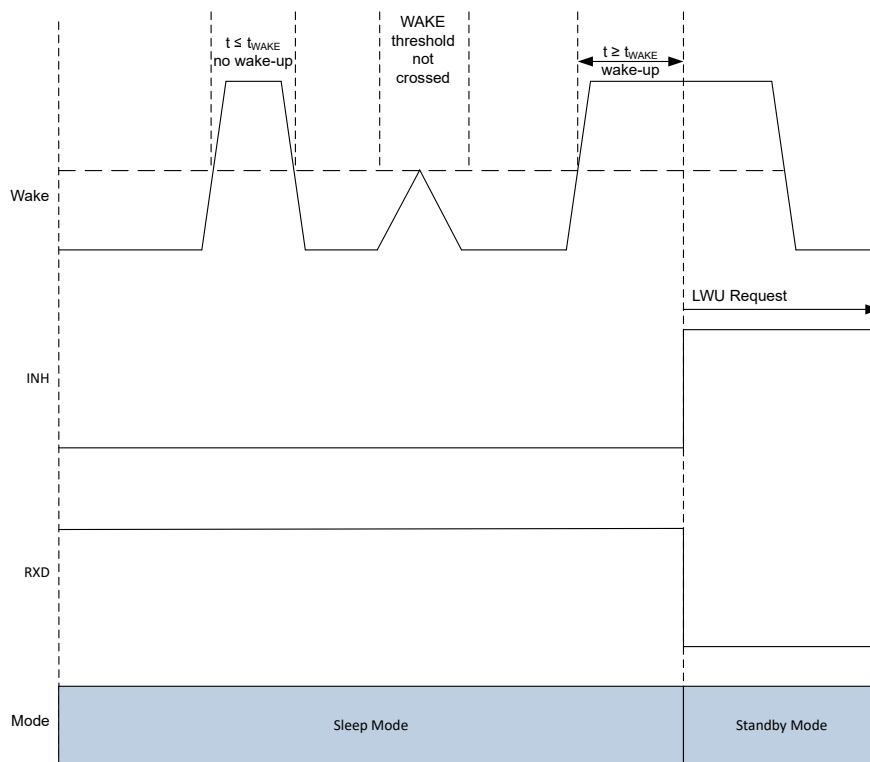 t ≤ tWAKE
no wake-up
WAKE
threshold
not
crossed
t ≥ tWAKE
wake-up
Wake
LWU Request
INH
RXD
Mode
Sleep Mode
Standby Mode